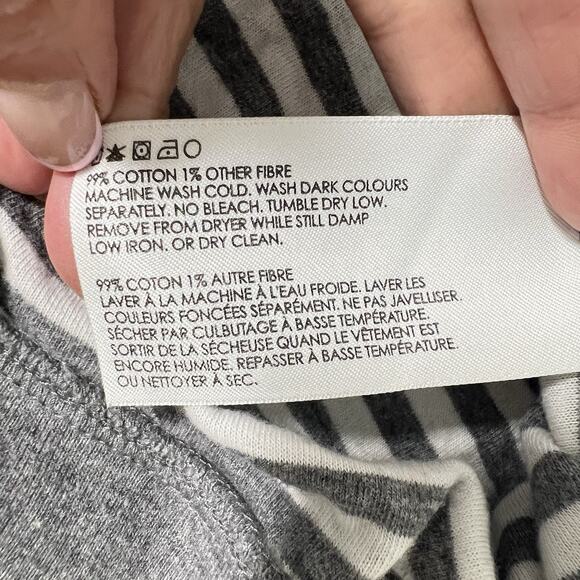 99% COTTON 1% OTHER FIBRE
MACHINE WASH COLD. WASH DARK COLOURS
SEPARATELY. NO BLEACH. TUMBLE DRY LOW.
REMOVE FROM DRYER WHILE STILL DAMP
LOW IRON. OR DRY CLEAN.
99% COTON 1% AUTRE FIBRE
LAVER À LA MACHINE À L'EAU FROIDE. LAVER LES
COULEURS FONCÉES SÉPARÉMENT. NE PAS JAVELLISER.
SÉCHER PAR CULBUTAGE À BASSE TEMPÉRATURE.
SORTIR DE LA SÉCHEUSE QUAND LE VÊTEMENT EST
ENCORE HUMIDE. REPASSER À BASSE TEMPÉRATURE.
OU NETTOYER À SEC.